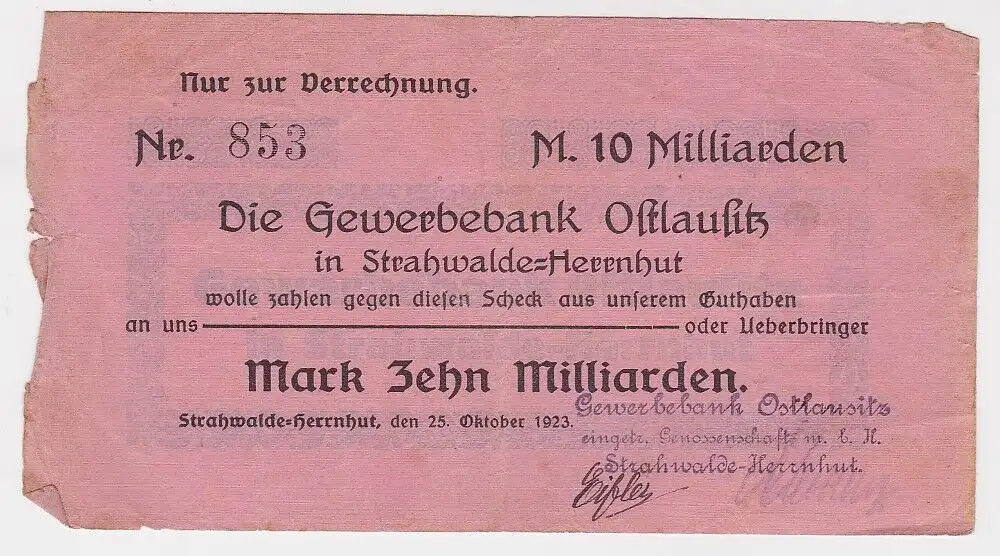 Nur zur Verrechnung.
Nr. 853 M. 10 Milliarden
Die Gewerbebank Oſtlauſitz
in Strahwalde=Herrnhut
wolle zahlen gegen dieſen Scheck aus unſerem Guthaben
an uns oder Ueberbringer
Mark Zehn Milliarden.
Strahwalde=Herrnhut, den 25. Oktober 1923.
Gewerbebank Ostlausitz
eingetr. Genossenschaft m. b. H.
Strahwalde-Herrnhut.